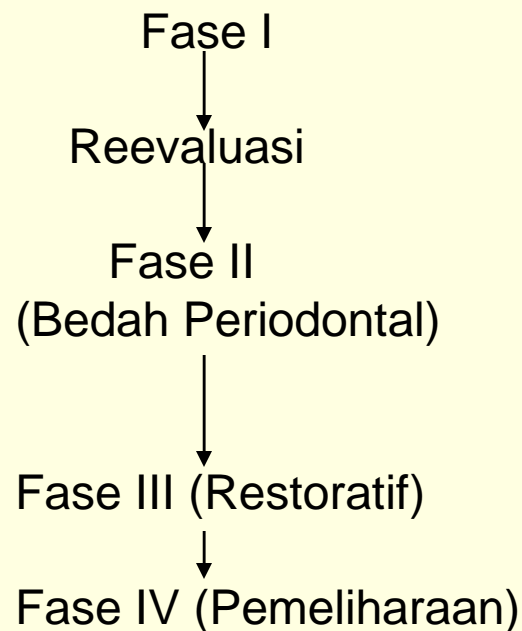 Fase I
Reevaluasi
Fase II
(Bedah Periodontal)
Fase III (Restoratif)
Fase IV (Pemeliharaan)